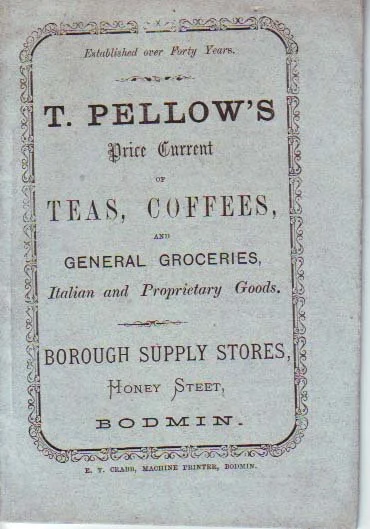 Established over Forty Years.
T. PELLOW'S
Price Current
OF
TEAS, COFFEES,
AND
GENERAL GROCERIES,
Italian and Proprietary Goods.
BOROUGH SUPPLY STORES,
HONEY STEET,
BODMIN.
E. Y. CRABB, MACHINE PRINTER, BODMIN.